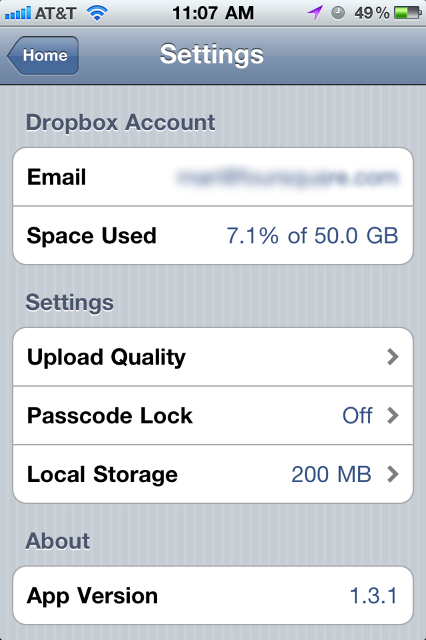 AT&T 11:07 AM 49%
Home Settings
Dropbox Account
Email
Space Used 7.1% of 50.0 GB
Settings
Upload Quality
Passcode Lock Off
Local Storage 200 MB
About
App Version 1.3.1